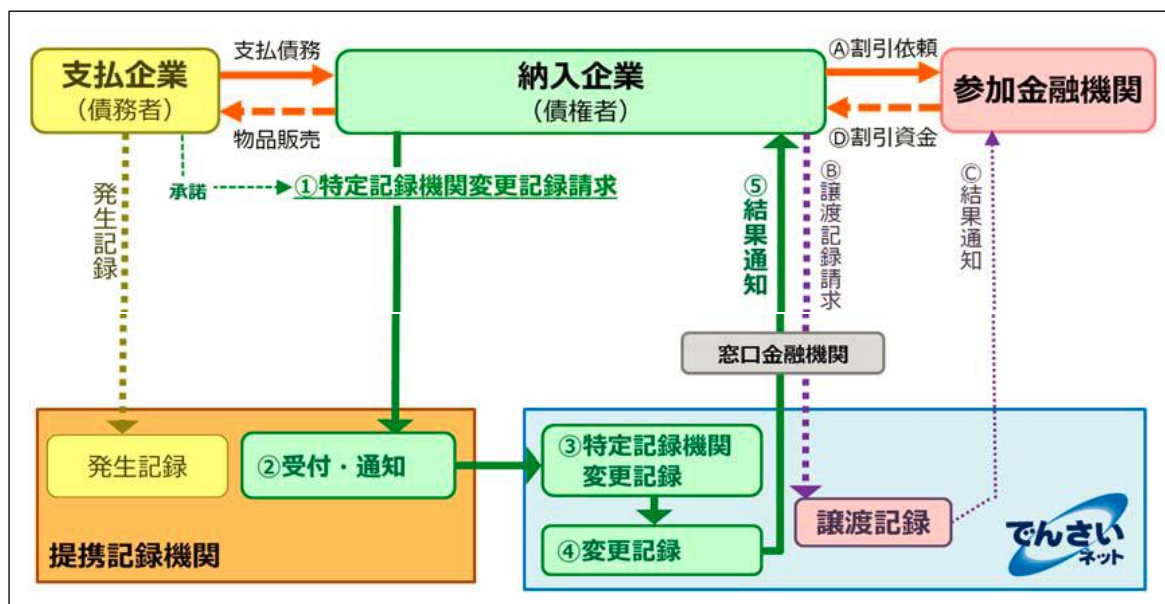 支払企業
（債務者）
支払債務
物品販売
納入企業
（債権者）
Ⓐ割引依頼
Ⓓ割引資金
参加金融機関
発生記録
承諾
①特定記録機関変更記録請求
⑤結果通知
Ⓑ譲渡記録請求
Ⓒ結果通知
窓口金融機関
発生記録
②受付・通知
提携記録機関
③特定記録機関
変更記録
④変更記録
譲渡記録
でんさい
ネット